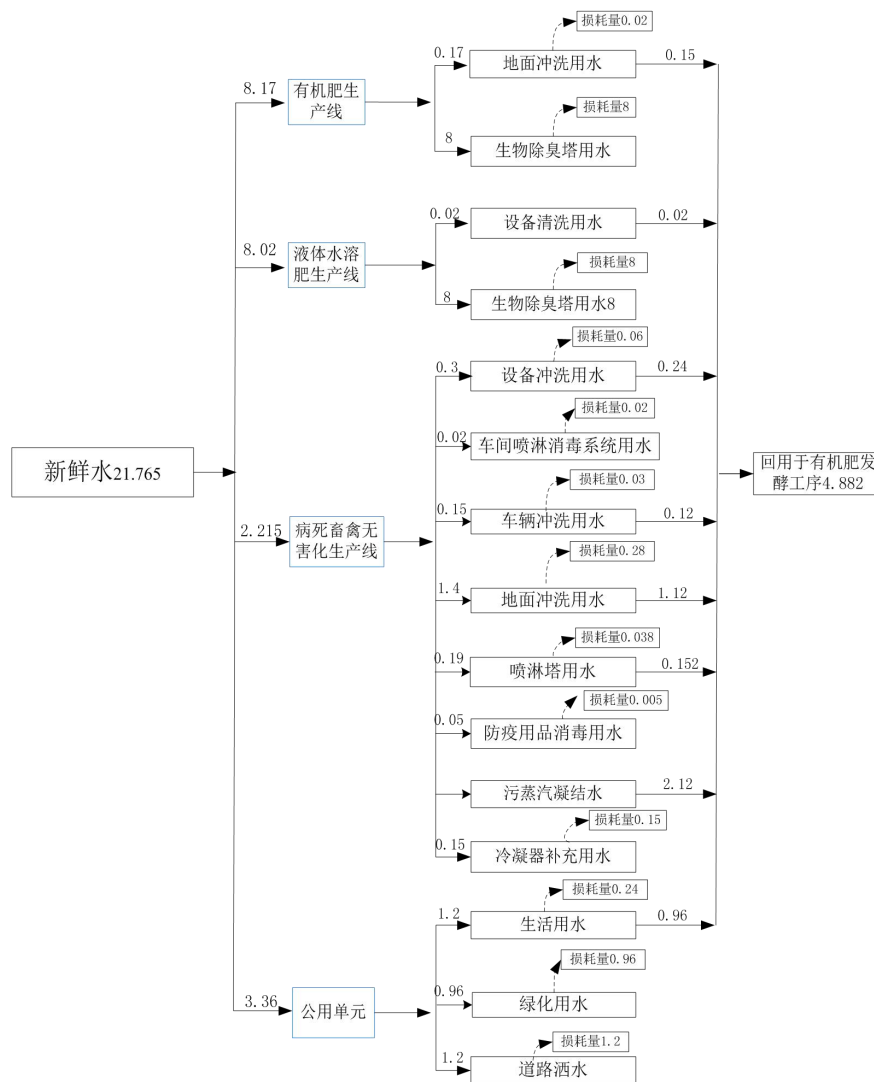 损耗量0.02
0.17
地面冲洗用水
0.15
8.17
有机肥生
产线
损耗量8
8
生物除臭塔用水
0.02
设备清洗用水
0.02
8.02
液体水溶
肥生产线
损耗量8
8
生物除臭塔用水8
损耗量0.06
0.3
设备冲洗用水
0.24
损耗量0.02
0.02
车间喷淋消毒系统用水
新鲜水21.765
回用于有机肥发
酵工序4.882
损耗量0.03
0.15
车辆冲洗用水
0.12
2.215
病死畜禽无
害化生产线
损耗量0.28
1.4
地面冲洗用水
1.12
损耗量0.038
0.19
喷淋塔用水
0.152
损耗量0.005
0.05
防疫用品消毒用水
污蒸汽凝结水
2.12
损耗量0.15
0.15
冷凝器补充用水
损耗量0.24
1.2
生活用水
0.96
损耗量0.96
0.96
绿化用水
3.36
公用单元
损耗量1.2
1.2
道路洒水